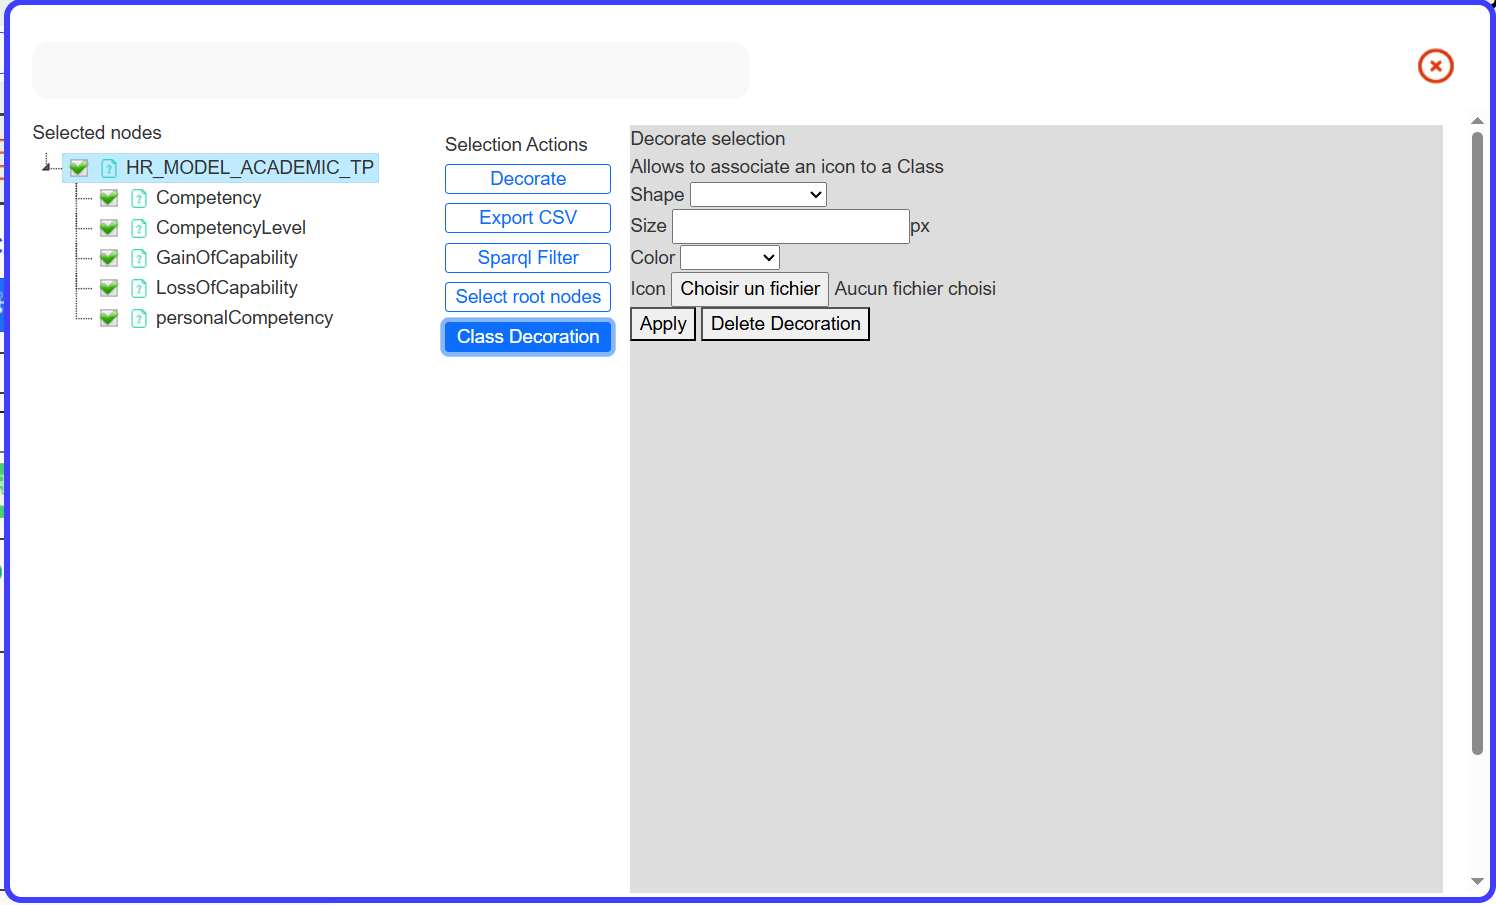 Selected nodes
HR_MODEL_ACADEMIC_TP
Competency
CompetencyLevel
GainOfCapability
LossOfCapability
personalCompetency
Selection Actions
Decorate
Export CSV
Sparql Filter
Select root nodes
Class Decoration
Decorate selection
Allows to associate an icon to a Class
Shape
Size px
Color
Icon Choisir un fichier Aucun fichier choisi
Apply Delete Decoration